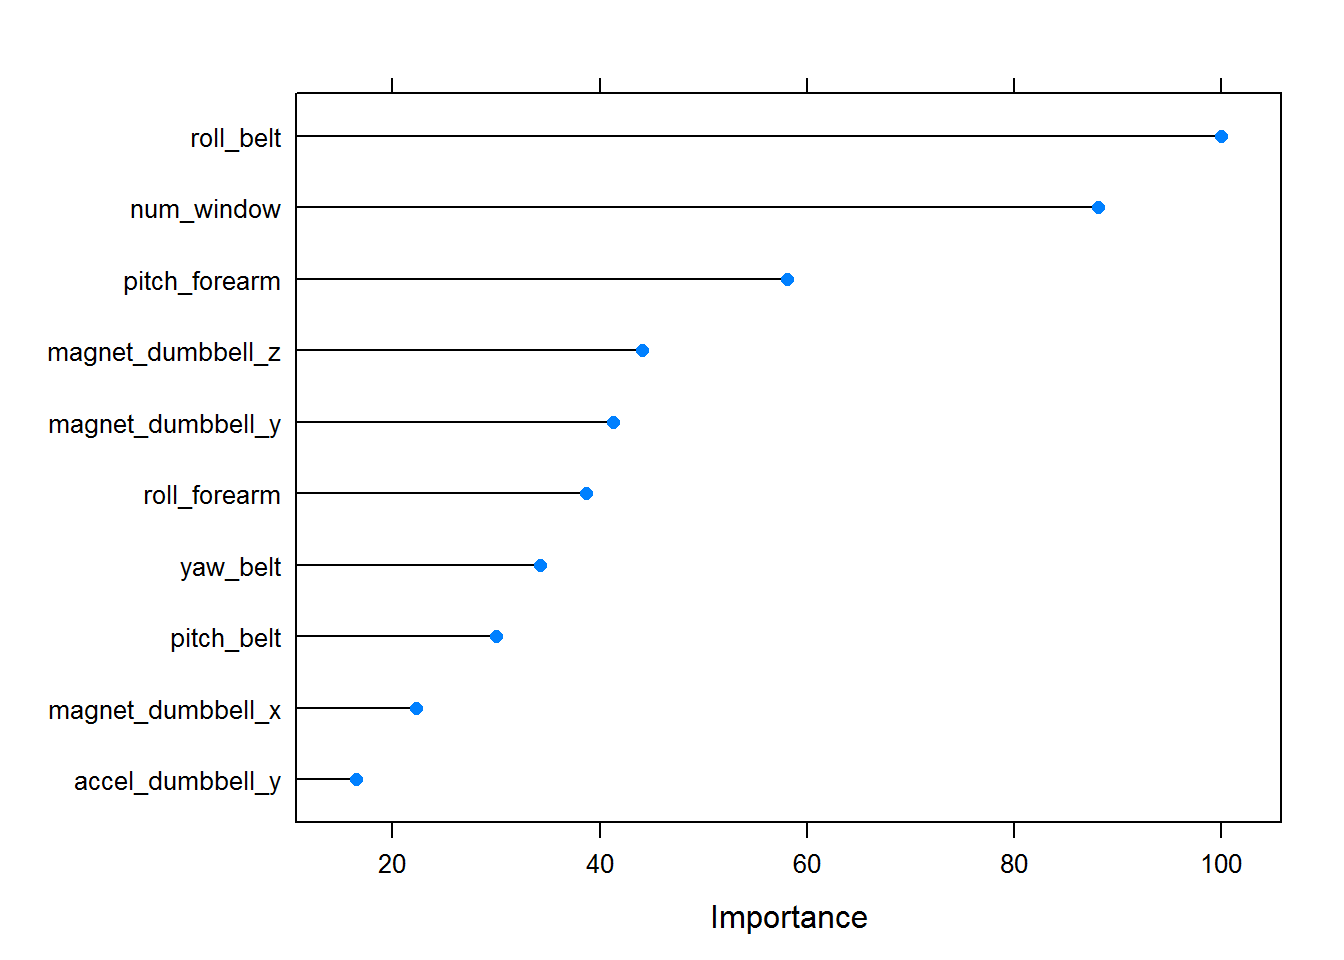 roll_belt
num_window
pitch_forearm
magnet_dumbbell_z
magnet_dumbbell_y
roll_forearm
yaw_belt
pitch_belt
magnet_dumbbell_x
accel_dumbbell_y
20 40 60 80 100
Importance